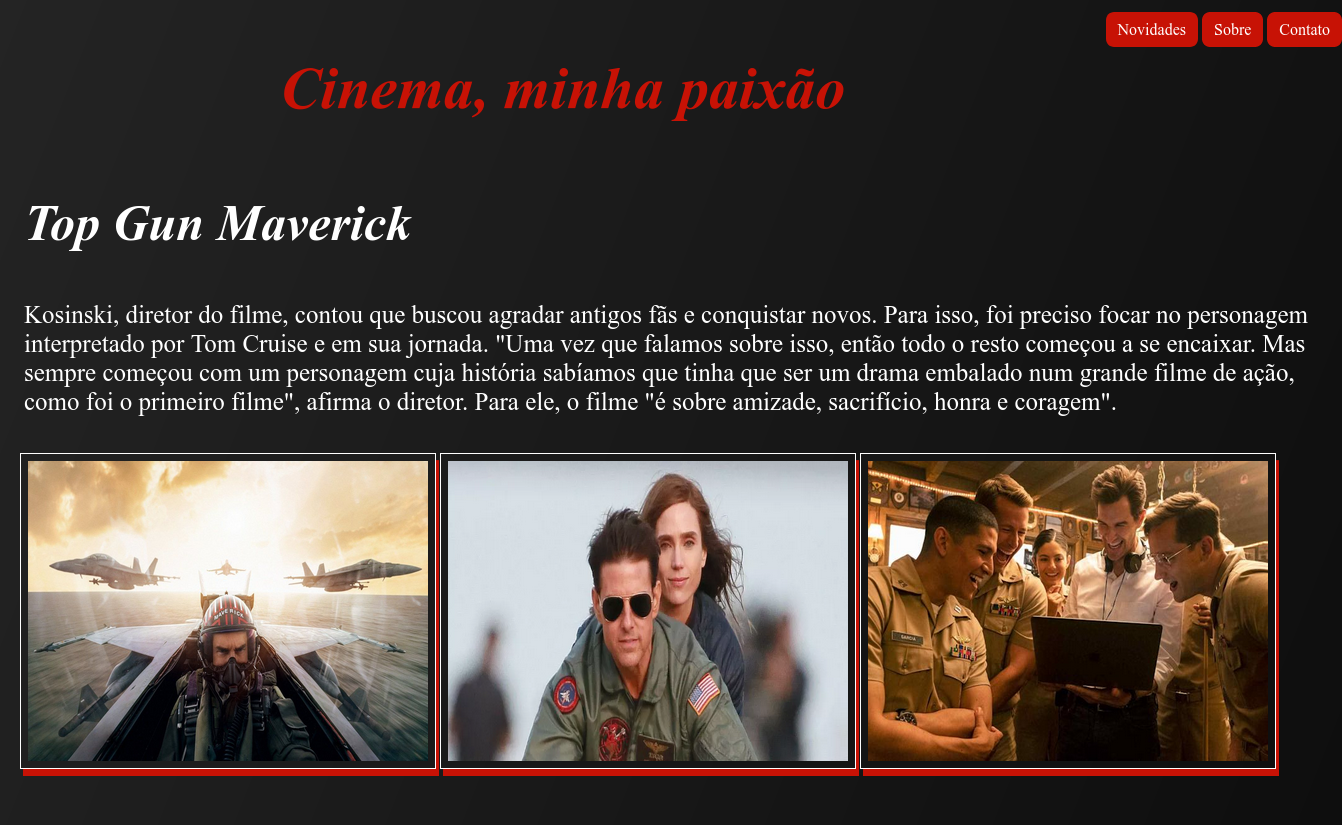 Novidades Sobre Contato
Cinema, minha paixão
Top Gun Maverick
Kosinski, diretor do filme, contou que buscou agradar antigos fãs e conquistar novos. Para isso, foi preciso focar no personagem
interpretado por Tom Cruise e em sua jornada. "Uma vez que falamos sobre isso, então todo o resto começou a se encaixar. Mas
sempre começou com um personagem cuja história sabíamos que tinha que ser um drama embalado num grande filme de ação,
como foi o primeiro filme", afirma o diretor. Para ele, o filme "é sobre amizade, sacrifício, honra e coragem".
MAVERICK
GARCIA